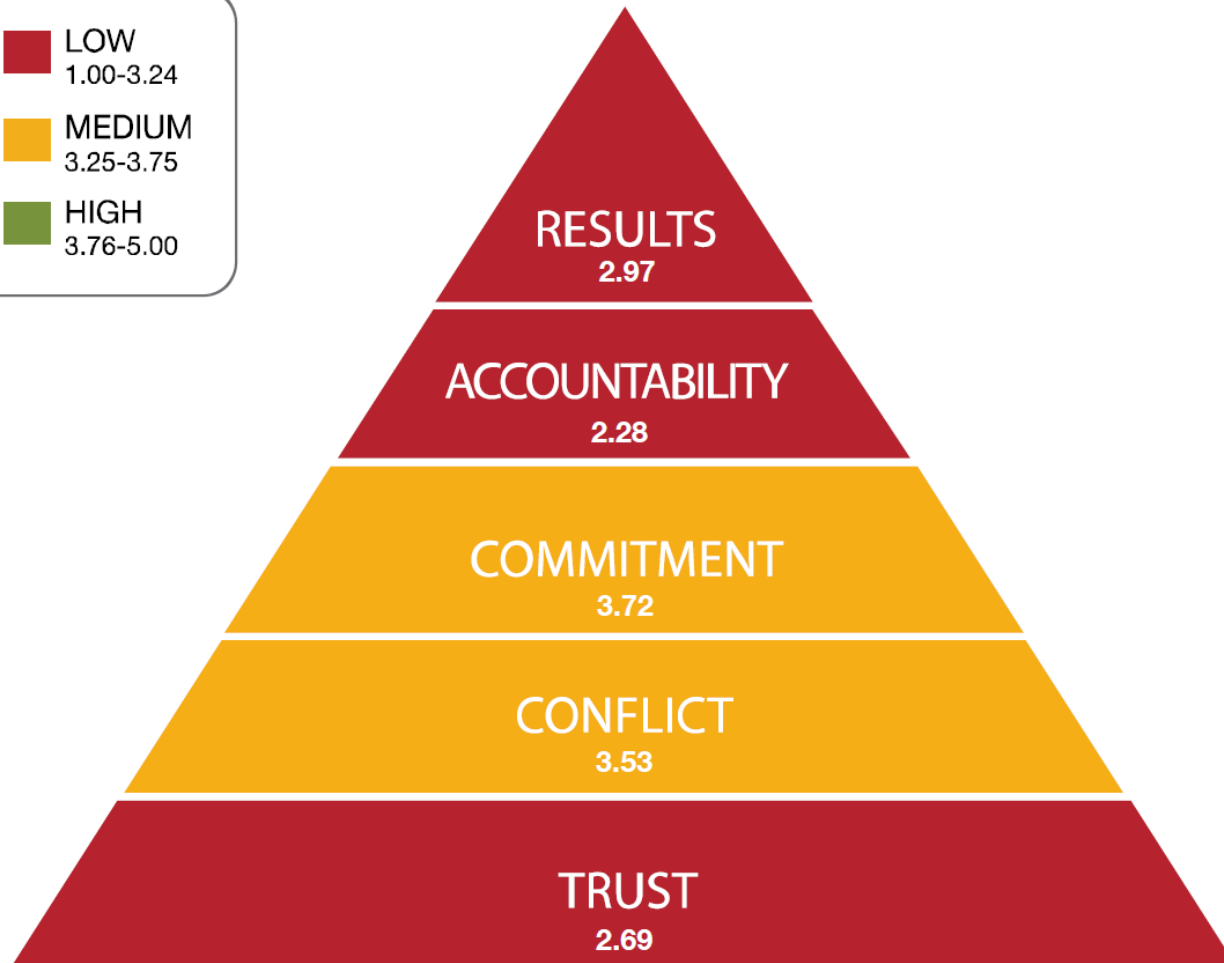 LOW
1.00-3.24
MEDIUM
3.25-3.75
HIGH
3.76-5.00
RESULTS
2.97
ACCOUNTABILITY
2.28
COMMITMENT
3.72
CONFLICT
3.53
TRUST
2.69